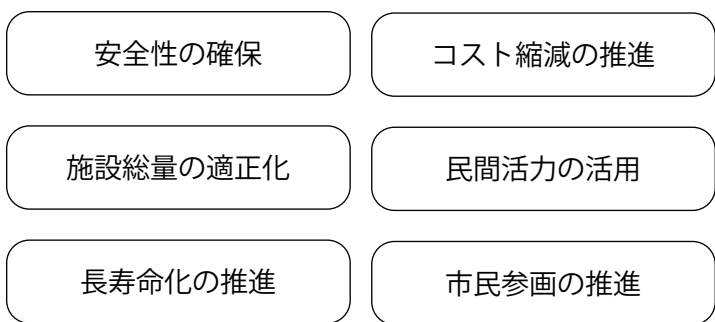 安全性の確保
コスト縮減の推進
施設総量の適正化
民間活力の活用
長寿命化の推進
市民参画の推進